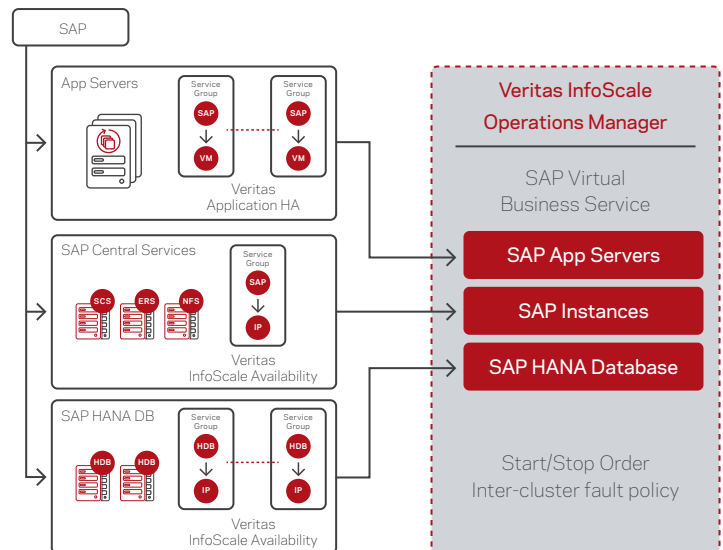 SAP
App Servers
Service
Group
SAP
VM
Service
Group
SAP
VM
Veritas
Application HA
SAP Central Services
SCS
ERS
NFS
Service
Group
SAP
IP
Veritas
InfoScale Availability
SAP HANA DB
HDB
HDB
Service
Group
HDB
IP
Service
Group
HDB
IP
Veritas
InfoScale Availability
Veritas InfoScale
Operations Manager
SAP Virtual
Business Service
SAP App Servers
SAP Instances
SAP HANA Database
Start/Stop Order
Inter-cluster fault policy